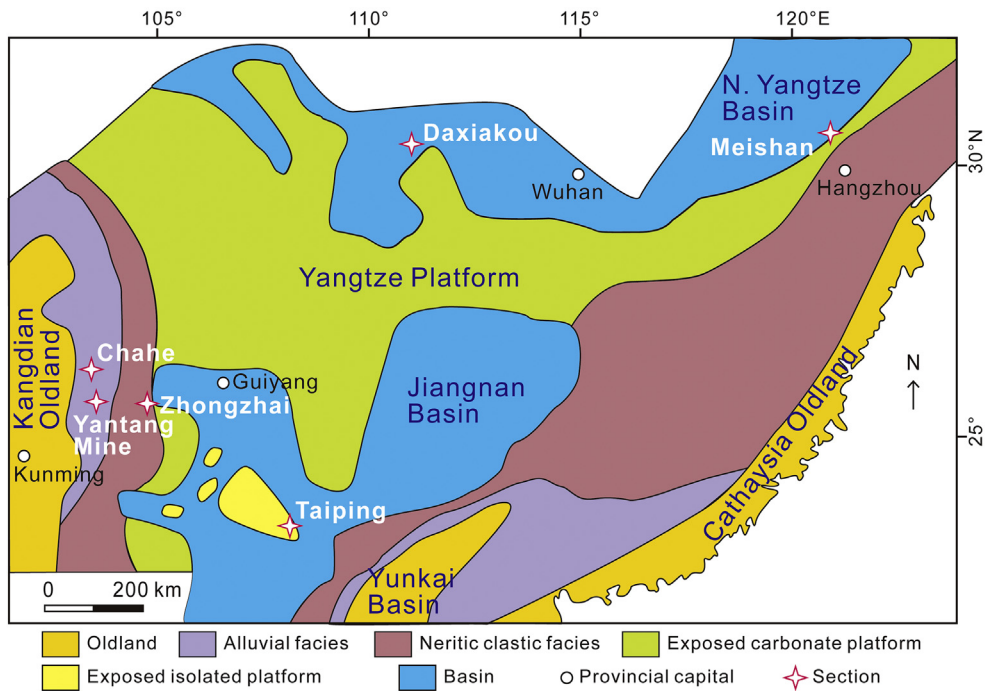 105°
110°
115°
120°E
N. Yangtze
Basin
Daxiakou
Meishan
30°N
Wuhan
Hangzhou
Yangtze Platform
Kangdian
Oldland
Chahe
Guiyang
Jiangnan
Basin
N
Zhongzhai
Yantang
Mine
25°
Kunming
Cathaysia Oldland
Taiping
Yunkai
Basin
0 200 km
Oldland
Alluvial facies
Neritic clastic facies
Exposed carbonate platform
Exposed isolated platform
Basin
Provincial capital
Section